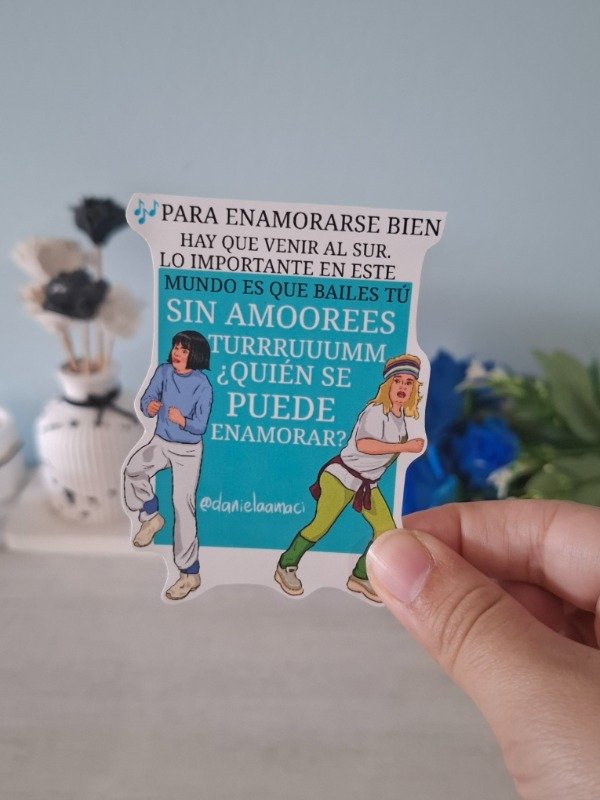 PARA ENAMORARSE BIEN
HAY QUE VENIR AL SUR.
LO IMPORTANTE EN ESTE
MUNDO ES QUE BAILES TÚ
SIN AMOOREES
TURRRUUUMM
¿QUIÉN SE
PUEDE
ENAMORAR?
@danielaamaci